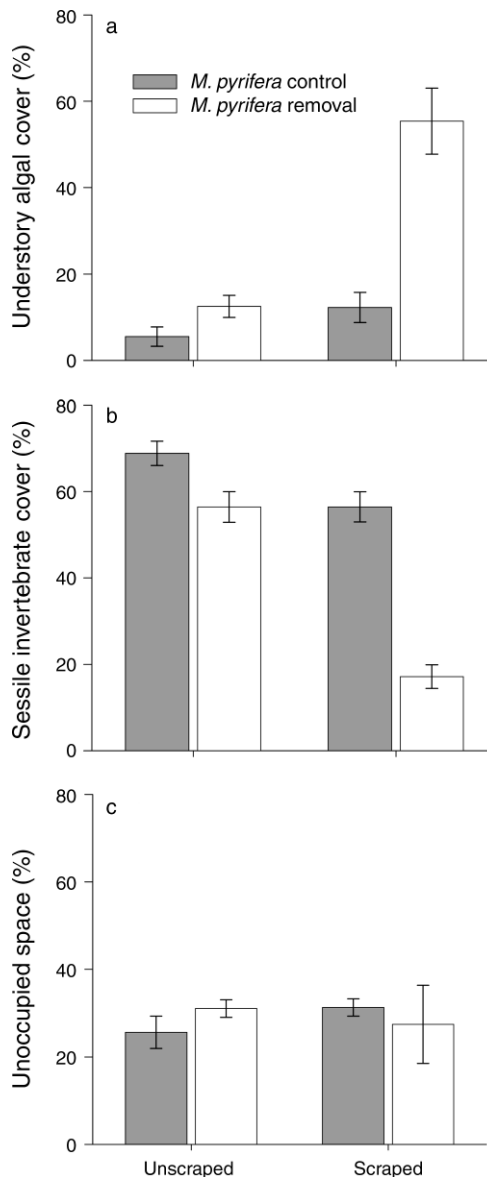 a
M. pyrifera control
M. pyrifera removal
Understory algal cover (%)
80
60
40
20
0
b
Sessile invertebrate cover (%)
80
60
40
20
0
c
Unoccupied space (%)
80
60
40
20
0
Unscraped
Scraped